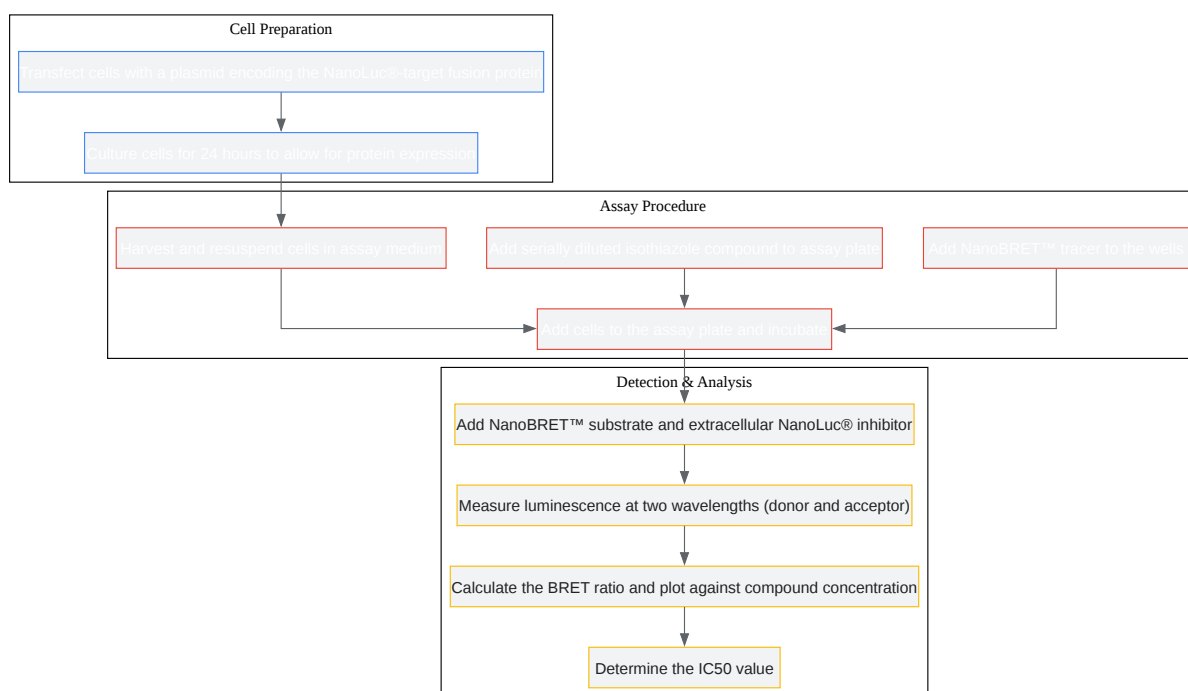 Cell Preparation
Transfect cells with a plasmid encoding the NanoLuc®-target fusion protein
Culture cells for 24 hours to allow for protein expression
Assay Procedure
Harvest and resuspend cells in assay medium
Add serially diluted isothiazole compound to assay plate
Add NanoBRET™ tracer to the wells
Add cells to the assay plate and incubate
Detection & Analysis
Add NanoBRET™ substrate and extracellular NanoLuc® inhibitor
Measure luminescence at two wavelengths (donor and acceptor)
Calculate the BRET ratio and plot against compound concentration
Determine the IC50 value